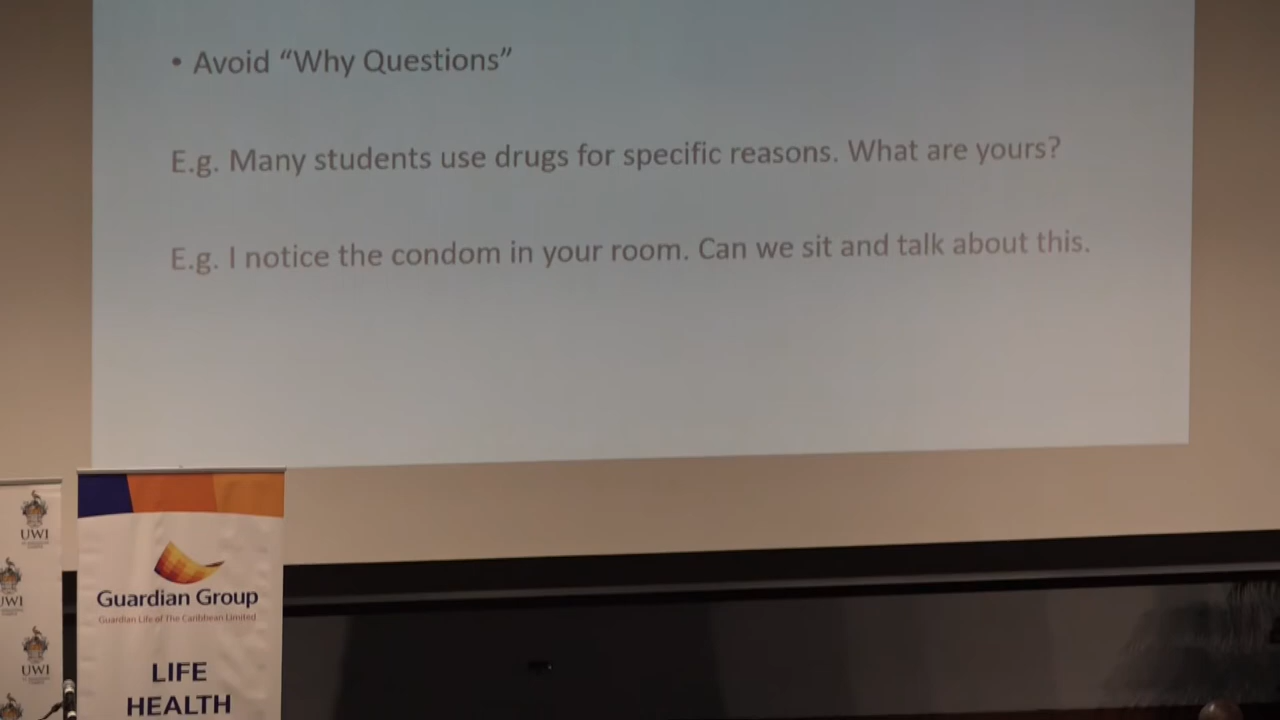 • Avoid “Why Questions”
E.g. Many students use drugs for specific reasons. What are yours?
E.g. I notice the condom in your room. Can we sit and talk about this.
UWI
UWI
UWI
Guardian Group
Guardian Life of The Caribbean Limited
LIFE
HEALTH